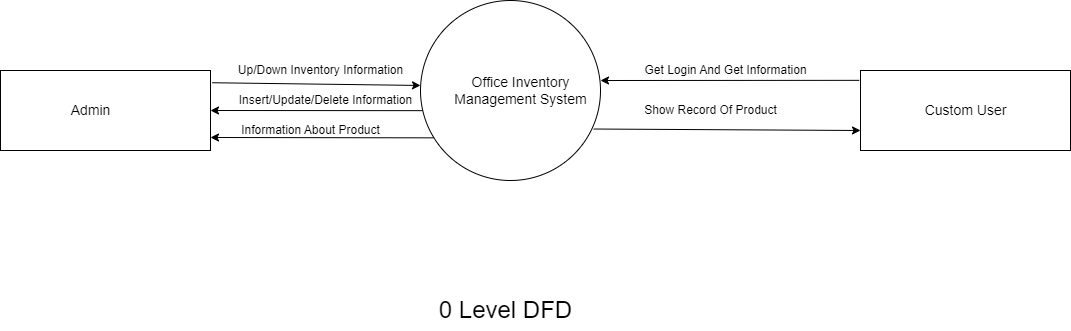 Up/Down Inventory Information
Insert/Update/Delete Information
Information About Product
Admin
Office Inventory
Management System
Get Login And Get Information
Show Record Of Product
Custom User
0 Level DFD